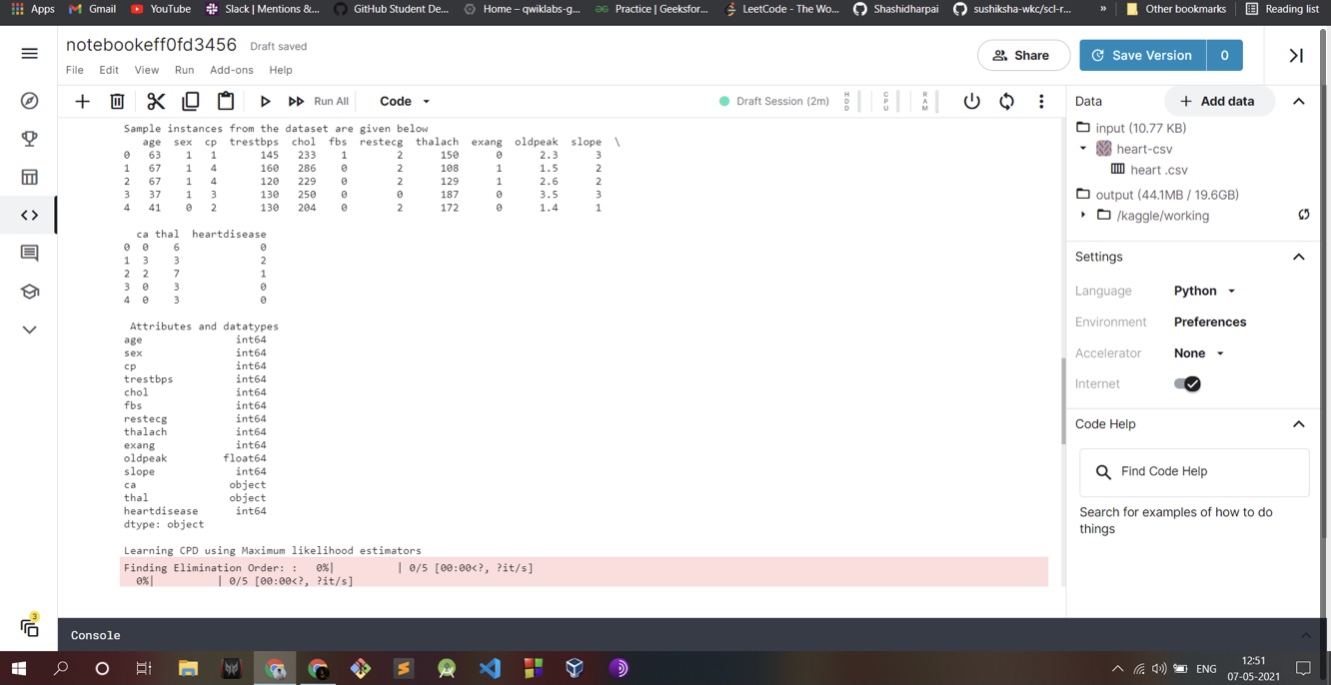 Apps Gmail YouTube Slack | Mentions &... GitHub Student De... Home – qwiklabs-g... Practice | Geeksfor... LeetCode - The Wo... Shashidharpai sushiksha-wkc/scl-r... » Other bookmarks Reading list
notebookeff0fd3456 Draft saved
File Edit View Run Add-ons Help
Share
Save Version 0
Run All Code Draft Session (2m) HDD CPU RAM
Sample instances from the dataset are given below
age sex cp trestbps chol fbs restecg thalach exang oldpeak slope \
0 63 1 1 145 233 1 2 150 0 2.3 3
1 67 1 4 160 286 0 2 108 1 1.5 2
2 67 1 4 120 229 0 2 129 1 2.6 2
3 37 1 3 130 250 0 0 187 0 3.5 3
4 41 0 2 130 204 0 2 172 0 1.4 1
ca thal heartdisease
0 0 6 0
1 3 3 2
2 2 7 1
3 0 3 0
4 0 3 0
Attributes and datatypes
age int64
sex int64
cp int64
trestbps int64
chol int64
fbs int64
restecg int64
thalach int64
exang int64
oldpeak float64
slope int64
ca object
thal object
heartdisease int64
dtype: object
Learning CPD using Maximum likelihood estimators
Finding Elimination Order: : 0%| | 0/5 [00:00<?, ?it/s]
0%| | 0/5 [00:00<?, ?it/s]
Data
+ Add data
input (10.77 KB)
heart-csv
heart .csv
output (44.1MB / 19.6GB)
/kaggle/working
Settings
Language Python
Environment Preferences
Accelerator None
Internet
Code Help
Find Code Help
Search for examples of how to do
things
3
Console
ENG
12:51
07-05-2021